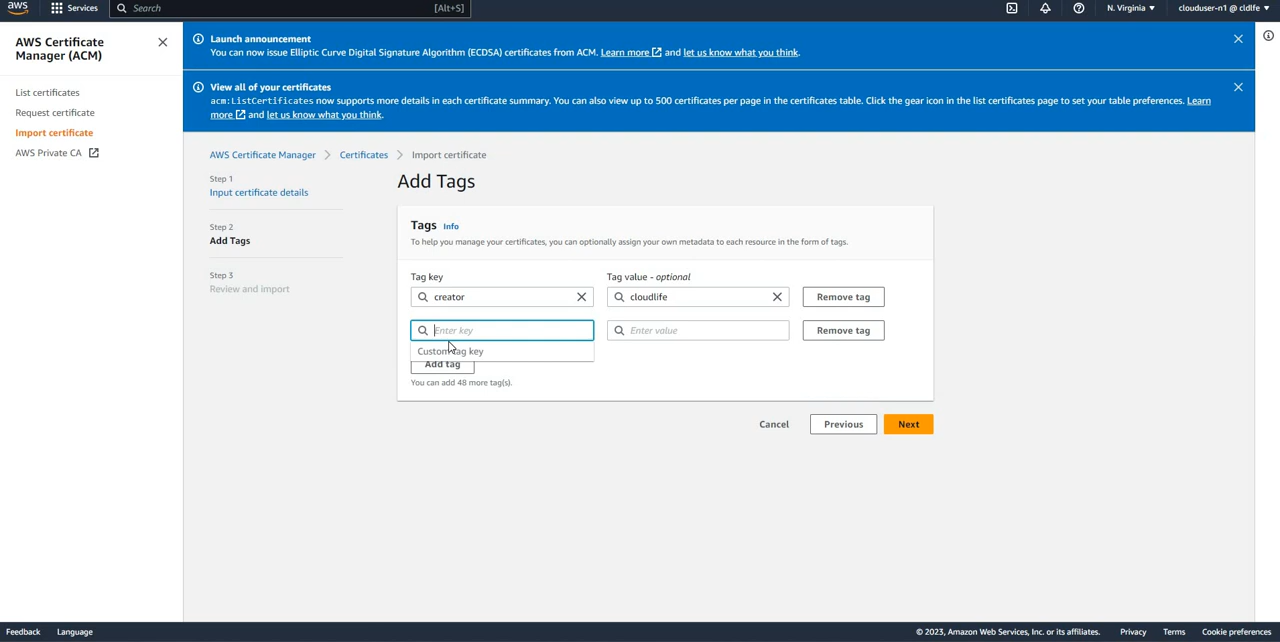 aws
Services
Search
[Alt+S]
N. Virginia
clouduser-n1 @ cldlfe
AWS Certificate
Manager (ACM)
List certificates
Request certificate
Import certificate
AWS Private CA
Launch announcement
You can now issue Elliptic Curve Digital Signature Algorithm (ECDSA) certificates from ACM. Learn more and let us know what you think.
View all of your certificates
acm:ListCertificates now supports more details in each certificate summary. You can also view up to 500 certificates per page in the certificates table. Click the gear icon in the list certificates page to set your table preferences. Learn
more and let us know what you think.
AWS Certificate Manager
Certificates
Import certificate
Step 1
Input certificate details
Step 2
Add Tags
Step 3
Review and import
Add Tags
Tags Info
To help you manage your certificates, you can optionally assign your own metadata to each resource in the form of tags.
Tag key
Tag value - optional
creator
cloudlife
Remove tag
Enter key
Enter value
Remove tag
Custom tag key
Add tag
You can add 48 more tag(s).
Cancel
Previous
Next
Feedback
Language
© 2023, Amazon Web Services, Inc. or its affiliates.
Privacy
Terms
Cookie preferences